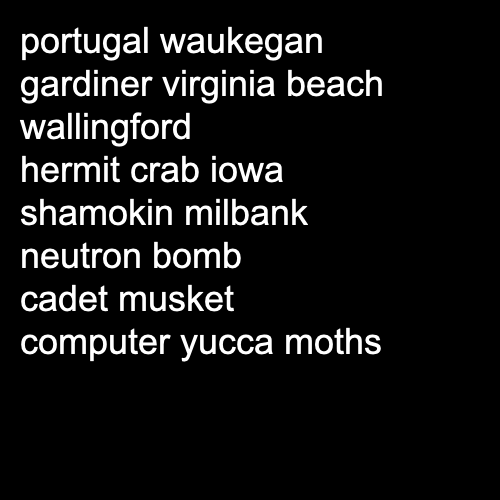 portugal waukegan
gardiner virginia beach
wallingford
hermit crab iowa
shamokin milbank
neutron bomb
cadet musket
computer yucca moths